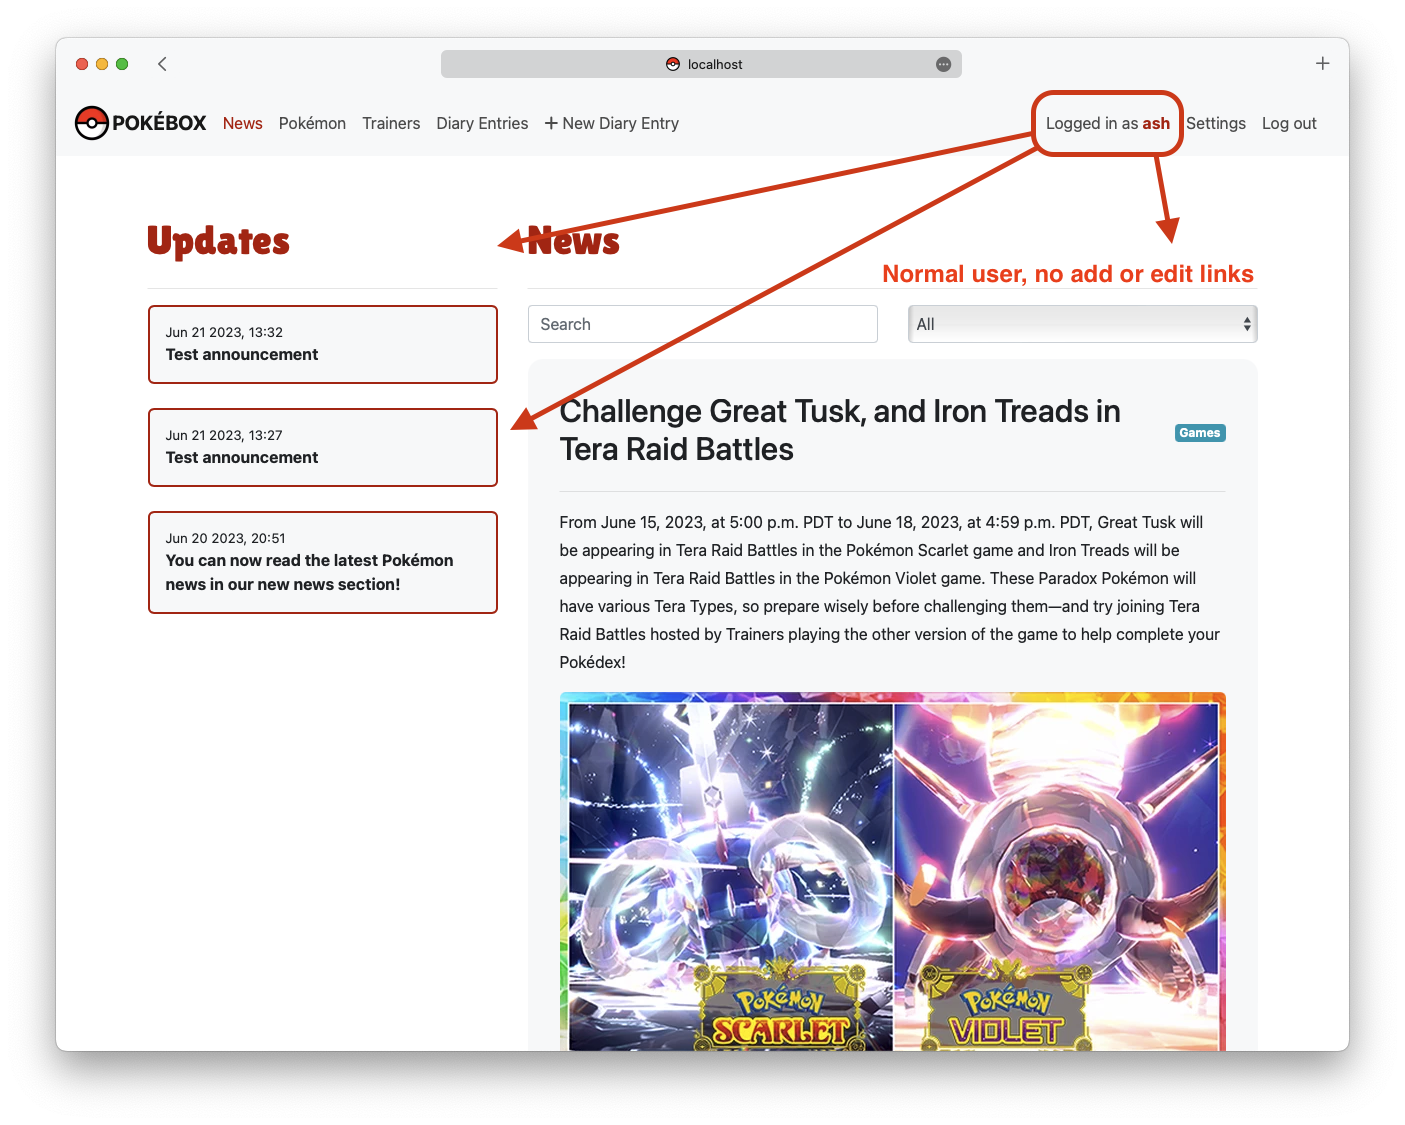 localhost
POKÉBOX News Pokémon Trainers Diary Entries + New Diary Entry Logged in as ash Settings Log out
Updates
Jun 21 2023, 13:32
Test announcement
Jun 21 2023, 13:27
Test announcement
Jun 20 2023, 20:51
You can now read the latest Pokémon
news in our new news section!
News
Normal user, no add or edit links
Search
All
Challenge Great Tusk, and Iron Treads in
Tera Raid Battles
Games
From June 15, 2023, at 5:00 p.m. PDT to June 18, 2023, at 4:59 p.m. PDT, Great Tusk will
be appearing in Tera Raid Battles in the Pokémon Scarlet game and Iron Treads will be
appearing in Tera Raid Battles in the Pokémon Violet game. These Paradox Pokémon will
have various Tera Types, so prepare wisely before challenging them—and try joining Tera
Raid Battles hosted by Trainers playing the other version of the game to help complete your
Pokédex!
POKÉMON
SCARLET
POKÉMON
VIOLET